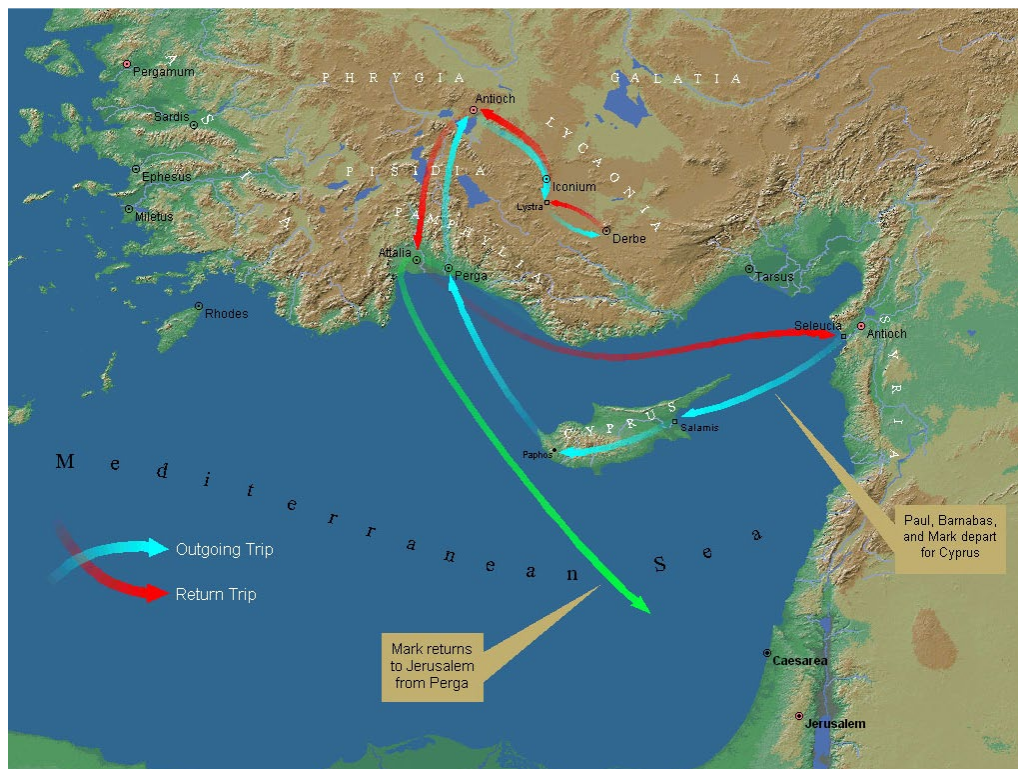 Pergamum
PHRYGIA
GALATIA
Antioch
Sardis
ASIA
LYCAONIA
PISIDIA
Ephesus
Iconium
Lystra
Miletus
PAMPHYLIA
Derbe
Attalia
Perga
Tarsus
Rhodes
Seleucia
Antioch
SYRIA
CYPRUS
Salamis
Paphos
Mediterranean Sea
Paul, Barnabas,
and Mark depart
for Cyprus
Outgoing Trip
Return Trip
Mark returns
to Jerusalem
from Perga
Caesarea
Jerusalem